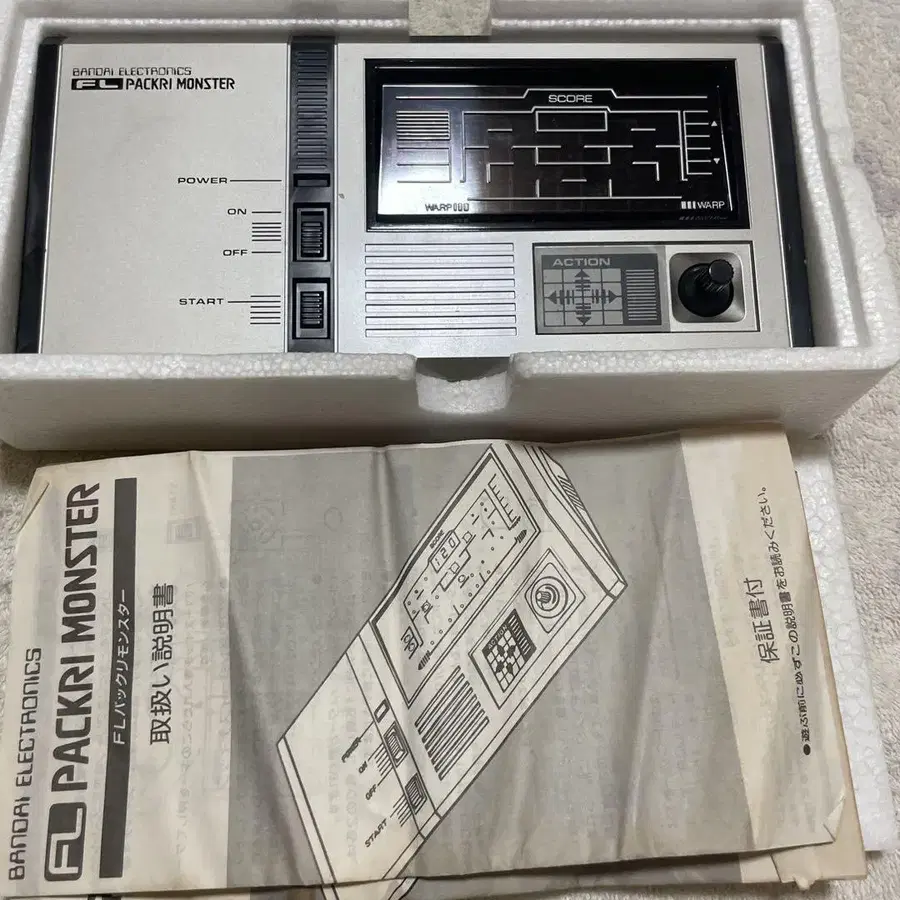 BANDAI ELECTRONICS
FL PACKRI MONSTER
SCORE
WARP
WARP
POWER
ON
OFF
START
ACTION
BANDAI ELECTRONICS
FL PACKRI MONSTER
FLパックリモンスター
取扱い説明書
SCORE
120
POWER
ON
OFF
START
保証書付
●遊ぶ前に必ずこの説明書をお読みください。